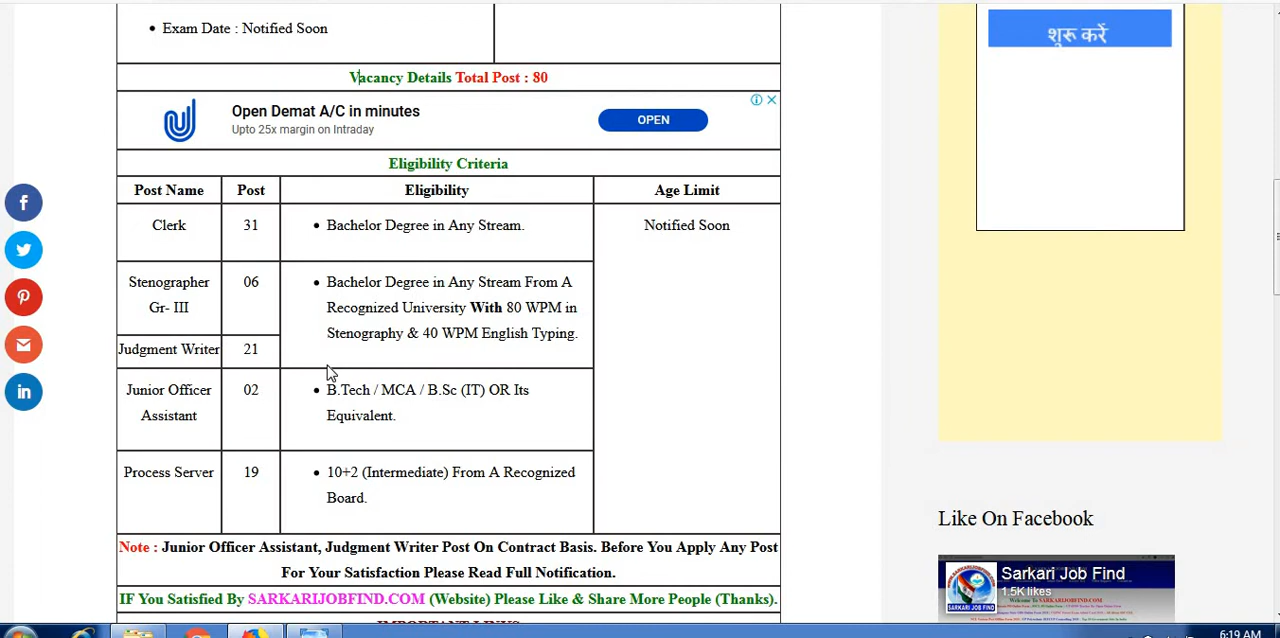 Exam Date : Notified Soon
शुरू करें
Vacancy Details Total Post : 80
Open Demat A/C in minutes
Upto 25x margin on Intraday
OPEN
Eligibility Criteria
Post Name Post Eligibility Age Limit
Clerk 31 Bachelor Degree in Any Stream. Notified Soon
Stenographer 06 Bachelor Degree in Any Stream From A
Gr- III Recognized University With 80 WPM in
Stenography & 40 WPM English Typing.
Judgment Writer 21
Junior Officer 02 B.Tech / MCA / B.Sc (IT) OR Its
Assistant Equivalent.
Process Server 19 10+2 (Intermediate) From A Recognized
Board.
Note : Junior Officer Assistant, Judgment Writer Post On Contract Basis. Before You Apply Any Post
For Your Satisfaction Please Read Full Notification.
IF You Satisfied By SARKARIJOBFIND.COM (Website) Please Like & Share More People (Thanks).
Like On Facebook
Sarkari Job Find
1.5K likes
SARKARIJOBFIND.COM
6:19 AM